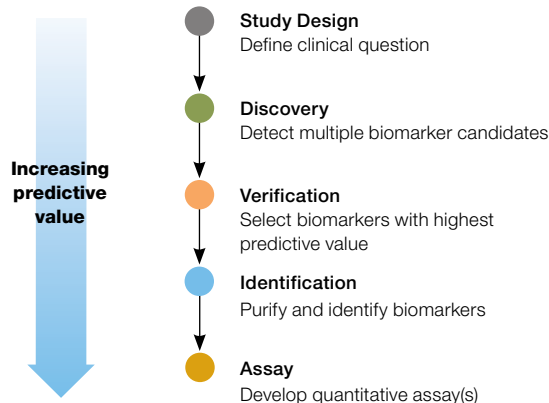 Study Design
Define clinical question
Discovery
Detect multiple biomarker candidates
Increasing
predictive
value
Verification
Select biomarkers with highest
predictive value
Identification
Purify and identify biomarkers
Assay
Develop quantitative assay(s)